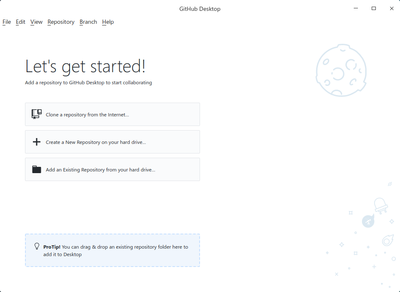 GitHub Desktop
File Edit View Repository Branch Help
Let's get started!
Add a repository to GitHub Desktop to start collaborating
Clone a repository from the Internet...
Create a New Repository on your hard drive...
Add an Existing Repository from your hard drive...
ProTip! You can drag & drop an existing repository folder here to
add it to Desktop